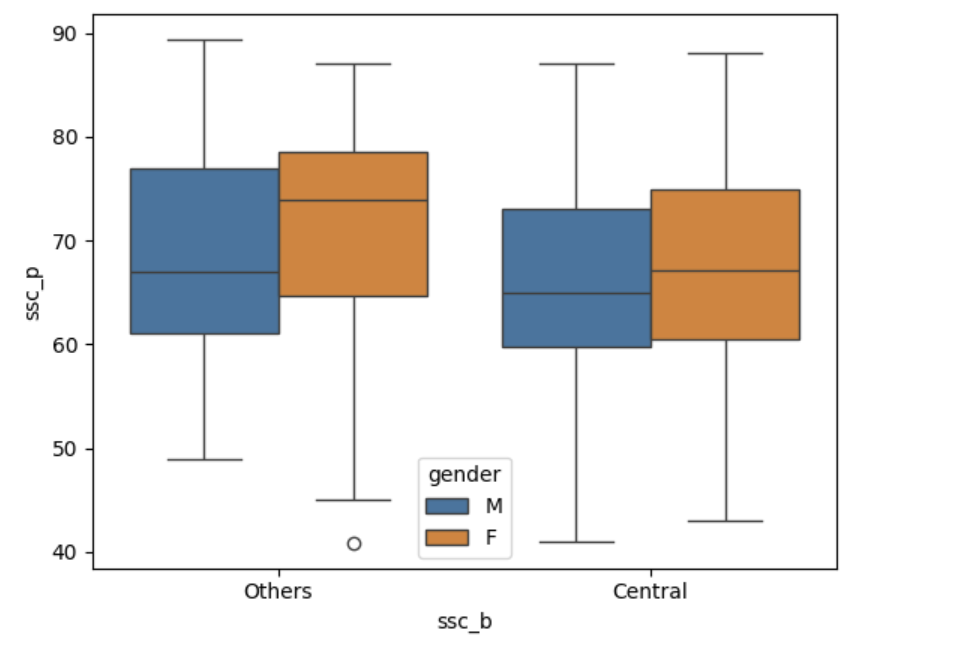 90
80
70
60
50
40
ssc_p
gender
M
F
Others Central
ssc_b